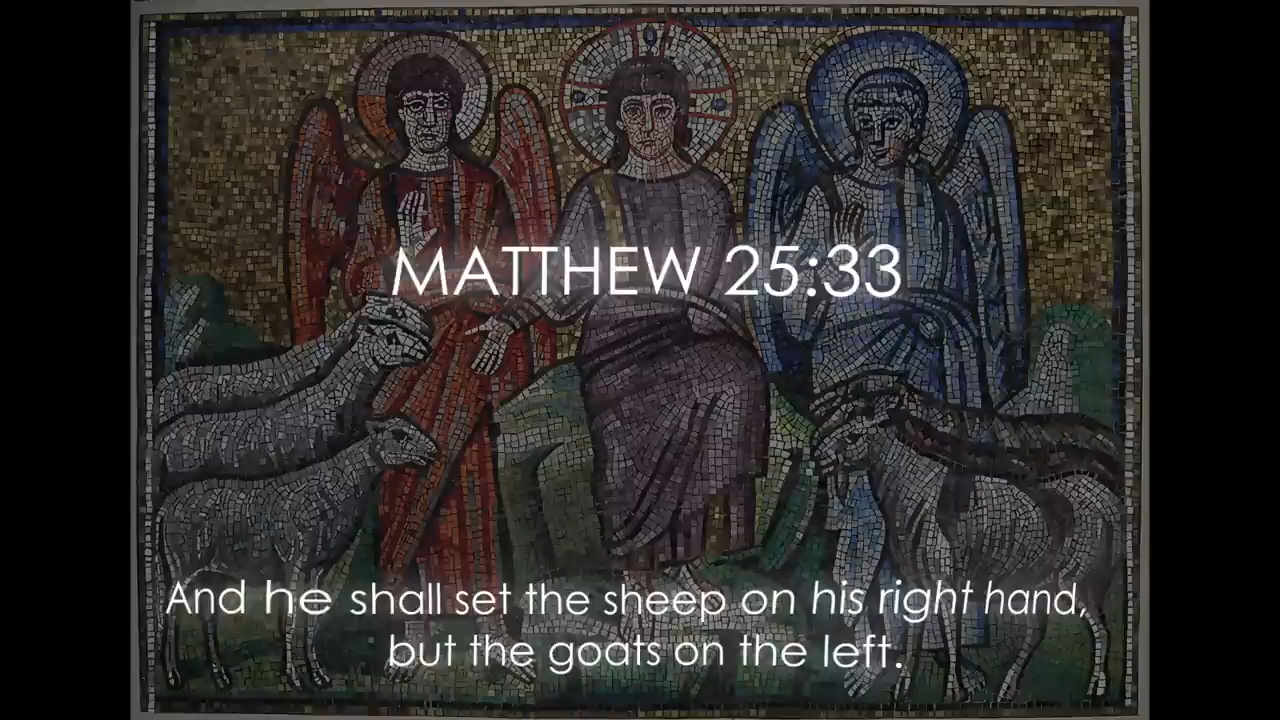 MATTHEW 25:33
And he shall set the sheep on his right hand,
but the goats on the left.